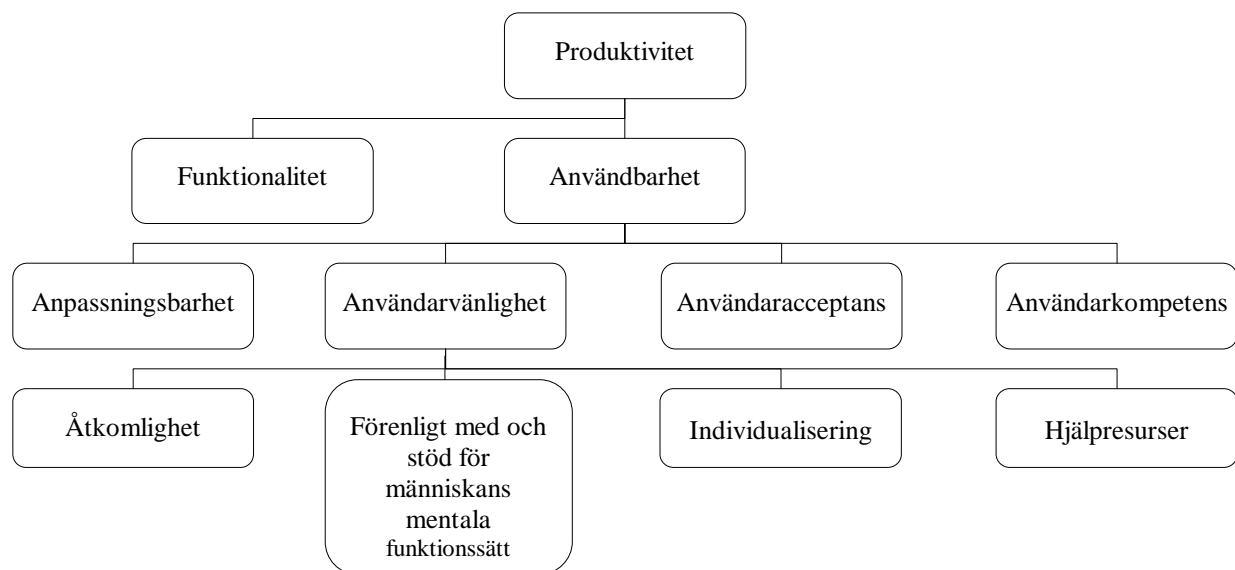 Produktivitet
Funktionalitet
Användbarhet
Anpassningsbarhet
Användarvänlighet
Användaracceptans
Användarkompetens
Åtkomlighet
Förenligt med och
stöd för
människans
mentala
funktionssätt
Individualisering
Hjälpresurser